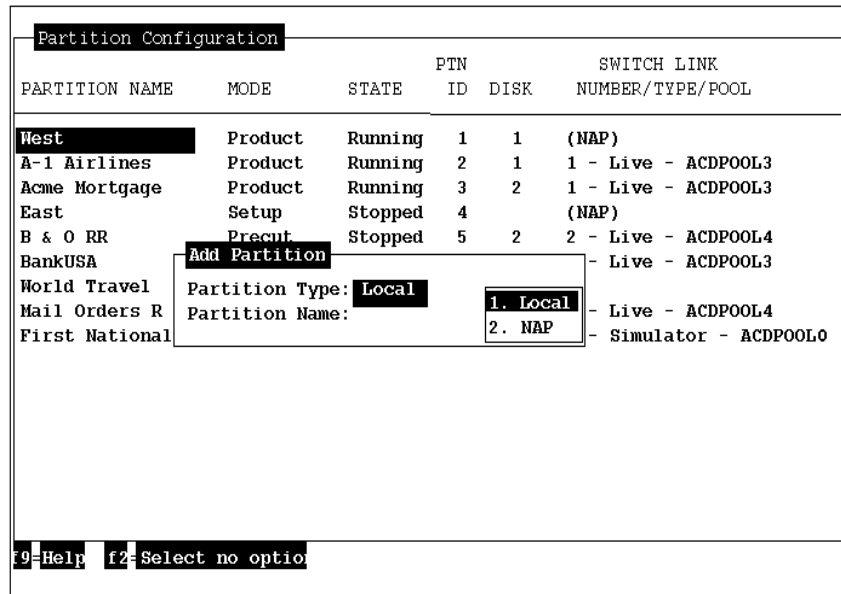 Partition Configuration
PTN SWITCH LINK
PARTITION NAME MODE STATE ID DISK NUMBER/TYPE/POOL
West Product Running 1 1 (NAP)
A-1 Airlines Product Running 2 1 1 - Live - ACDPOOL3
Acme Mortgage Product Running 3 2 1 - Live - ACDPOOL3
East Setup Stopped 4 (NAP)
B & O RR Precut Stopped 5 2 2 - Live - ACDPOOL4
BankUSA Add Partition - Live - ACDPOOL3
World Travel Partition Type: Local
Mail Orders R Partition Name: 1. Local - Live - ACDPOOL4
First National 2. NAP - Simulator - ACDPOOL0
f9=Help f2=Select no optio